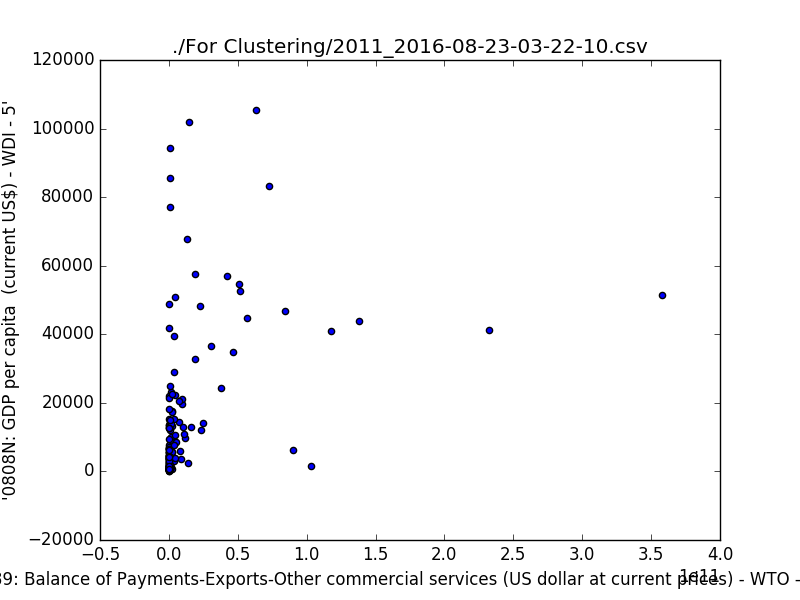 ./For Clustering/2011_2016-08-23-03-22-10.csv
120000
100000
80000
60000
40000
20000
0
−20000
'0808N: GDP per capita  (current US$) - WDI - 5'
−0.5 0.0 0.5 1.0 1.5 2.0 2.5 3.0 3.5 4.0
1e11
39: Balance of Payments-Exports-Other commercial services (US dollar at current prices) - WTO -